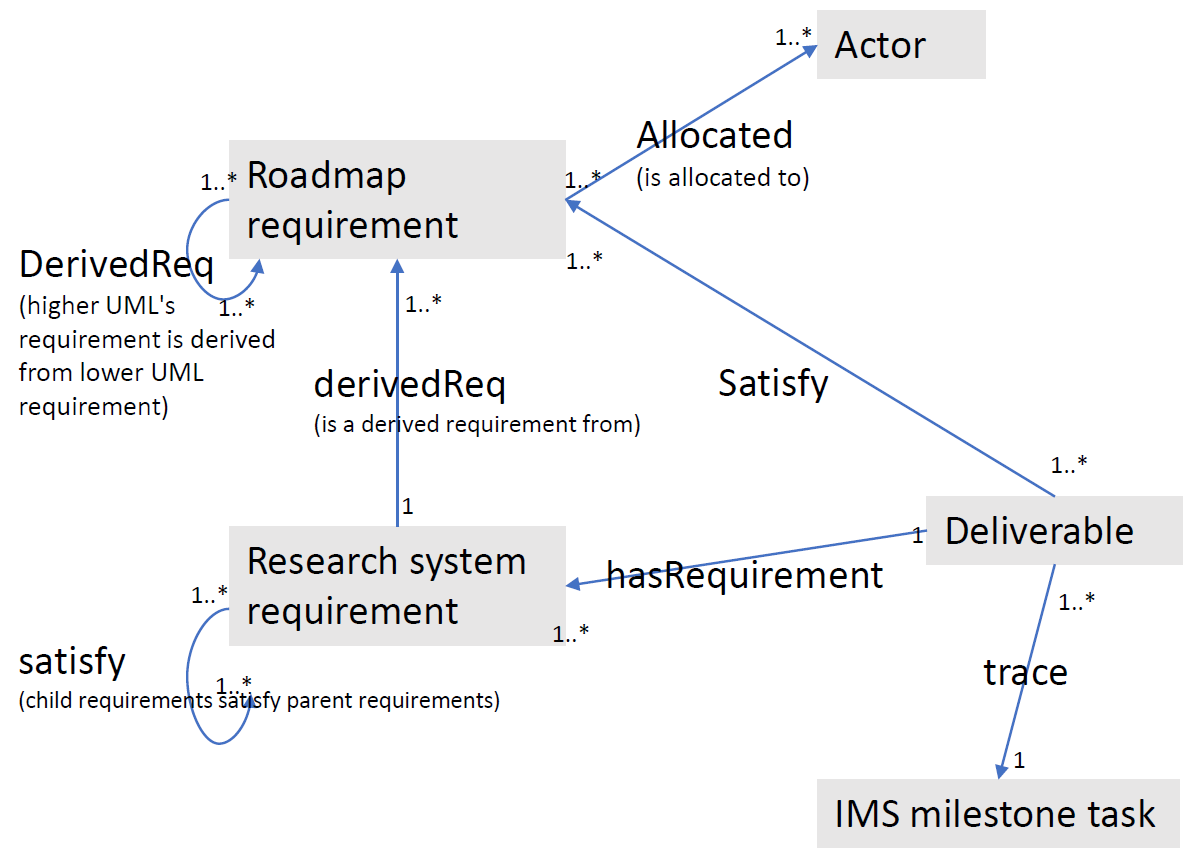 1..*
Actor
Allocated
(is allocated to)
1..*
Roadmap
requirement
1..*
1..*
DerivedReq
(higher UML's
requirement is derived
from lower UML
requirement)
1..*
1..*
derivedReq
(is a derived requirement from)
Satisfy
1..*
1
Deliverable
1
hasRequirement
Research system
requirement
1..*
1..*
1..*
trace
satisfy
1..*
(child requirements satisfy parent requirements)
1
IMS milestone task